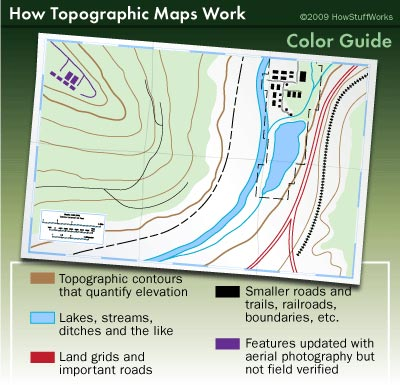 How Topographic Maps Work
©2009 HowStuffWorks
Color Guide
Topographic contours
that quantify elevation
Lakes, streams,
ditches and the like
Land grids and
important roads
Smaller roads and
trails, railroads,
boundaries, etc.
Features updated with
aerial photography but
not field verified